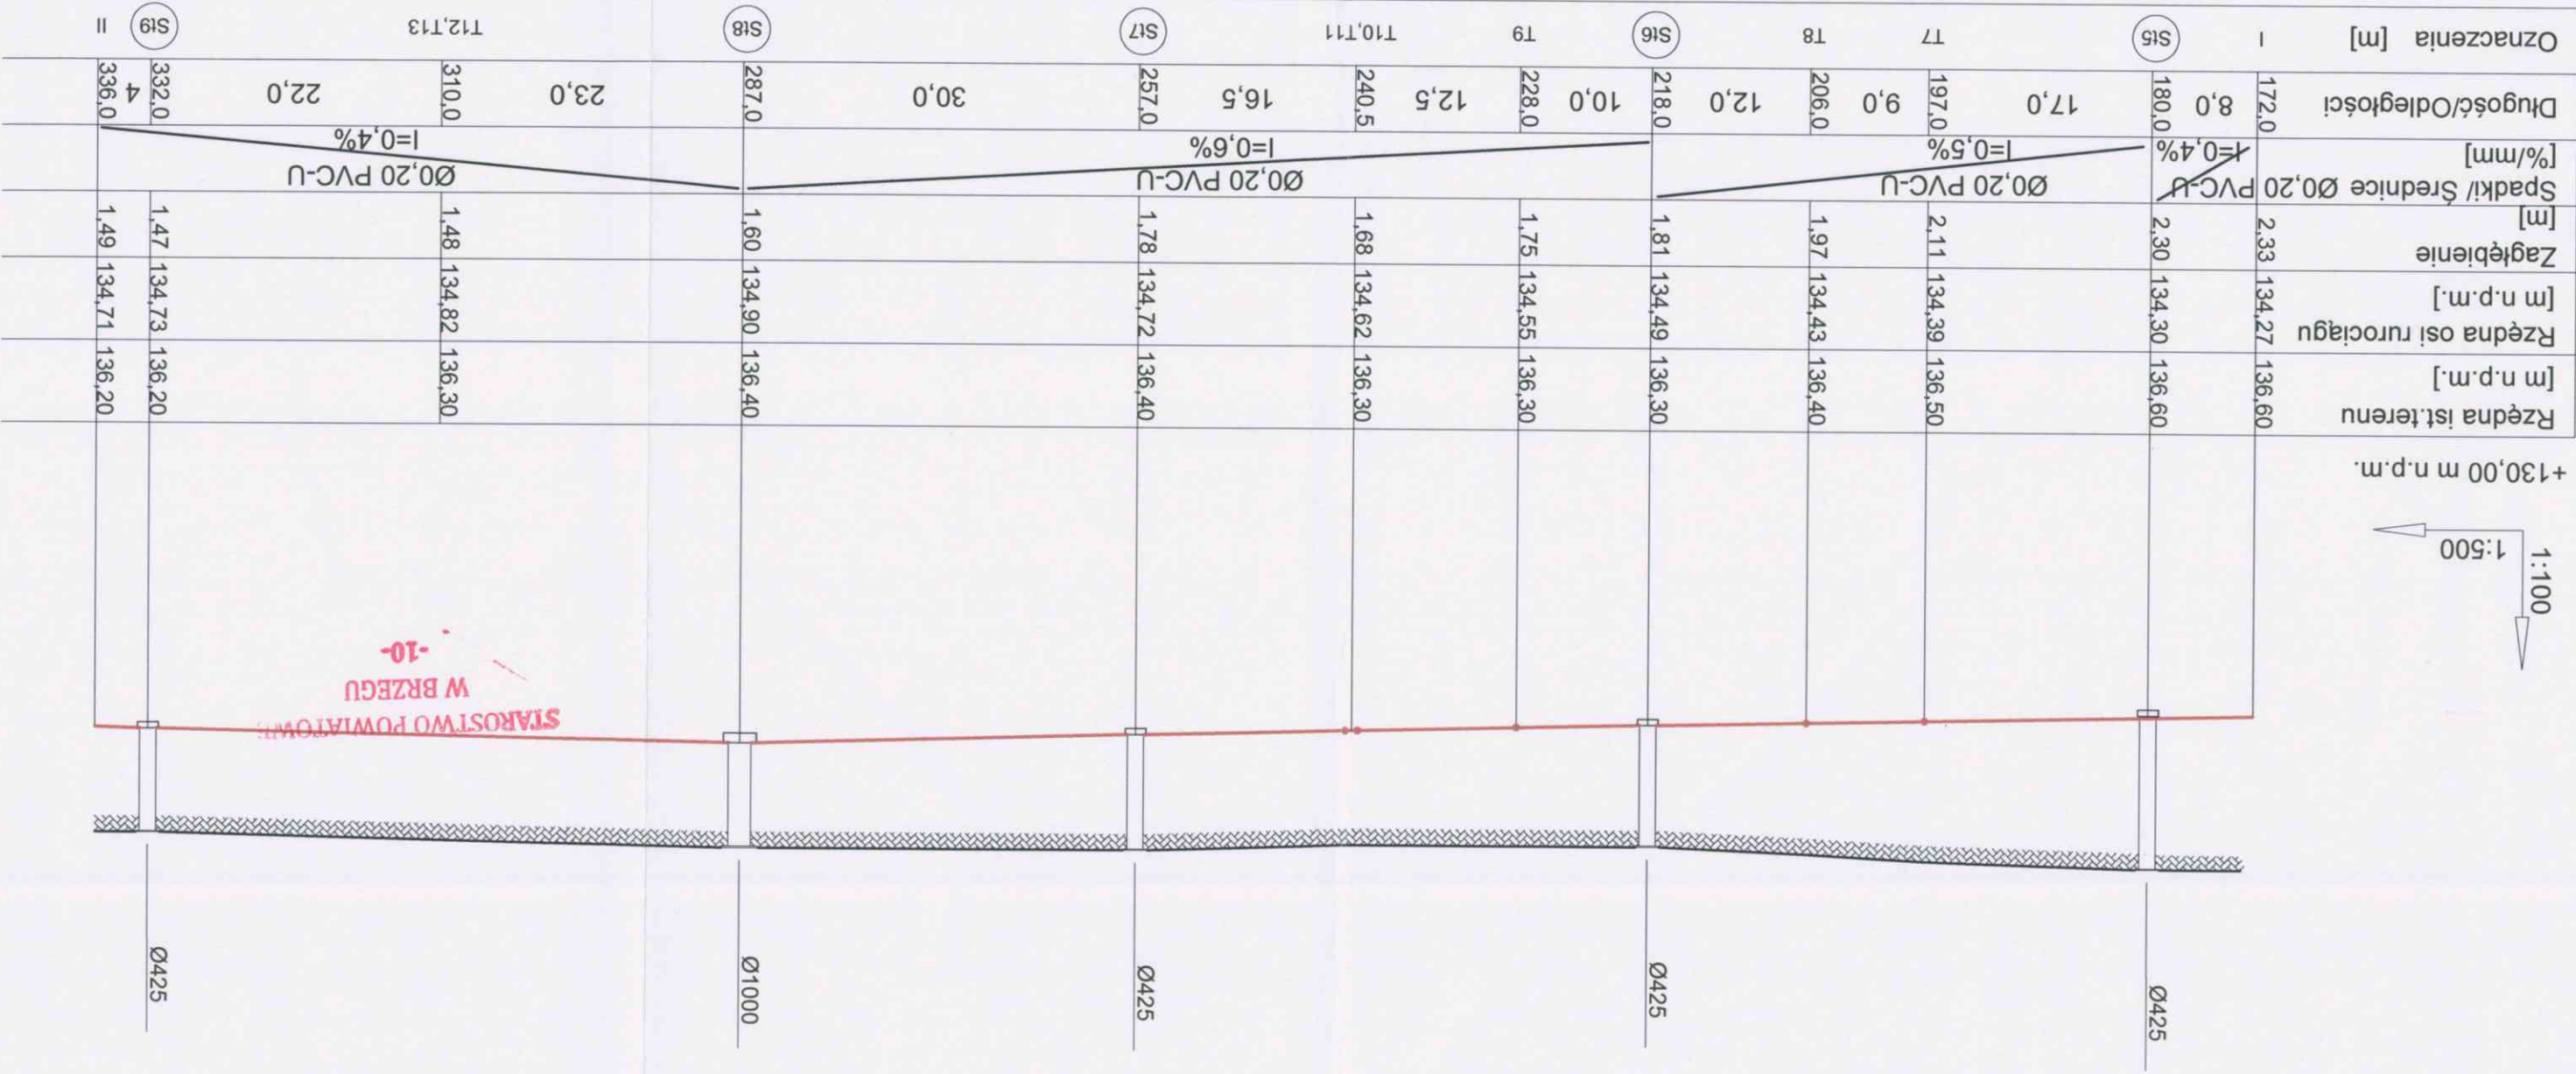 Ø425
Ø425
Ø425
Ø1000
Ø425
1:100
1:500
STAROSTWO POWIATOWE
W BRZEGU
-10-
+130,00 m n.p.m.
Rzędna ist.terenu
[m n.p.m.]
136,60 136,60 136,50 136,40 136,30 136,30 136,30 136,40 136,40 136,30 136,20 136,20
Rzędna osi rurociągu
[m n.p.m.]
134,27 134,30 134,39 134,43 134,49 134,55 134,62 134,72 134,90 134,82 134,73 134,71
Zagłębienie
[m]
2,33 2,30 2,11 1,97 1,81 1,75 1,68 1,78 1,60 1,48 1,47 1,49
Spadki/ Średnice
[%/mm]
Ø0,20 PVC-U Ø0,20 PVC-U Ø0,20 PVC-U Ø0,20 PVC-U
I=0,4% I=0,5% I=0,6% I=0,4%
Długość/Odległości
172,0 8,0 180,0 17,0 197,0 9,0 206,0 12,0 218,0 10,0 228,0 12,5 240,5 16,5 257,0 30,0 287,0 23,0 310,0 22,0 332,0 4 336,0
Oznaczenia [m]
I St5 T7 T8 St6 T9 T10,T11 St7 St8 T12,T13 St9 II